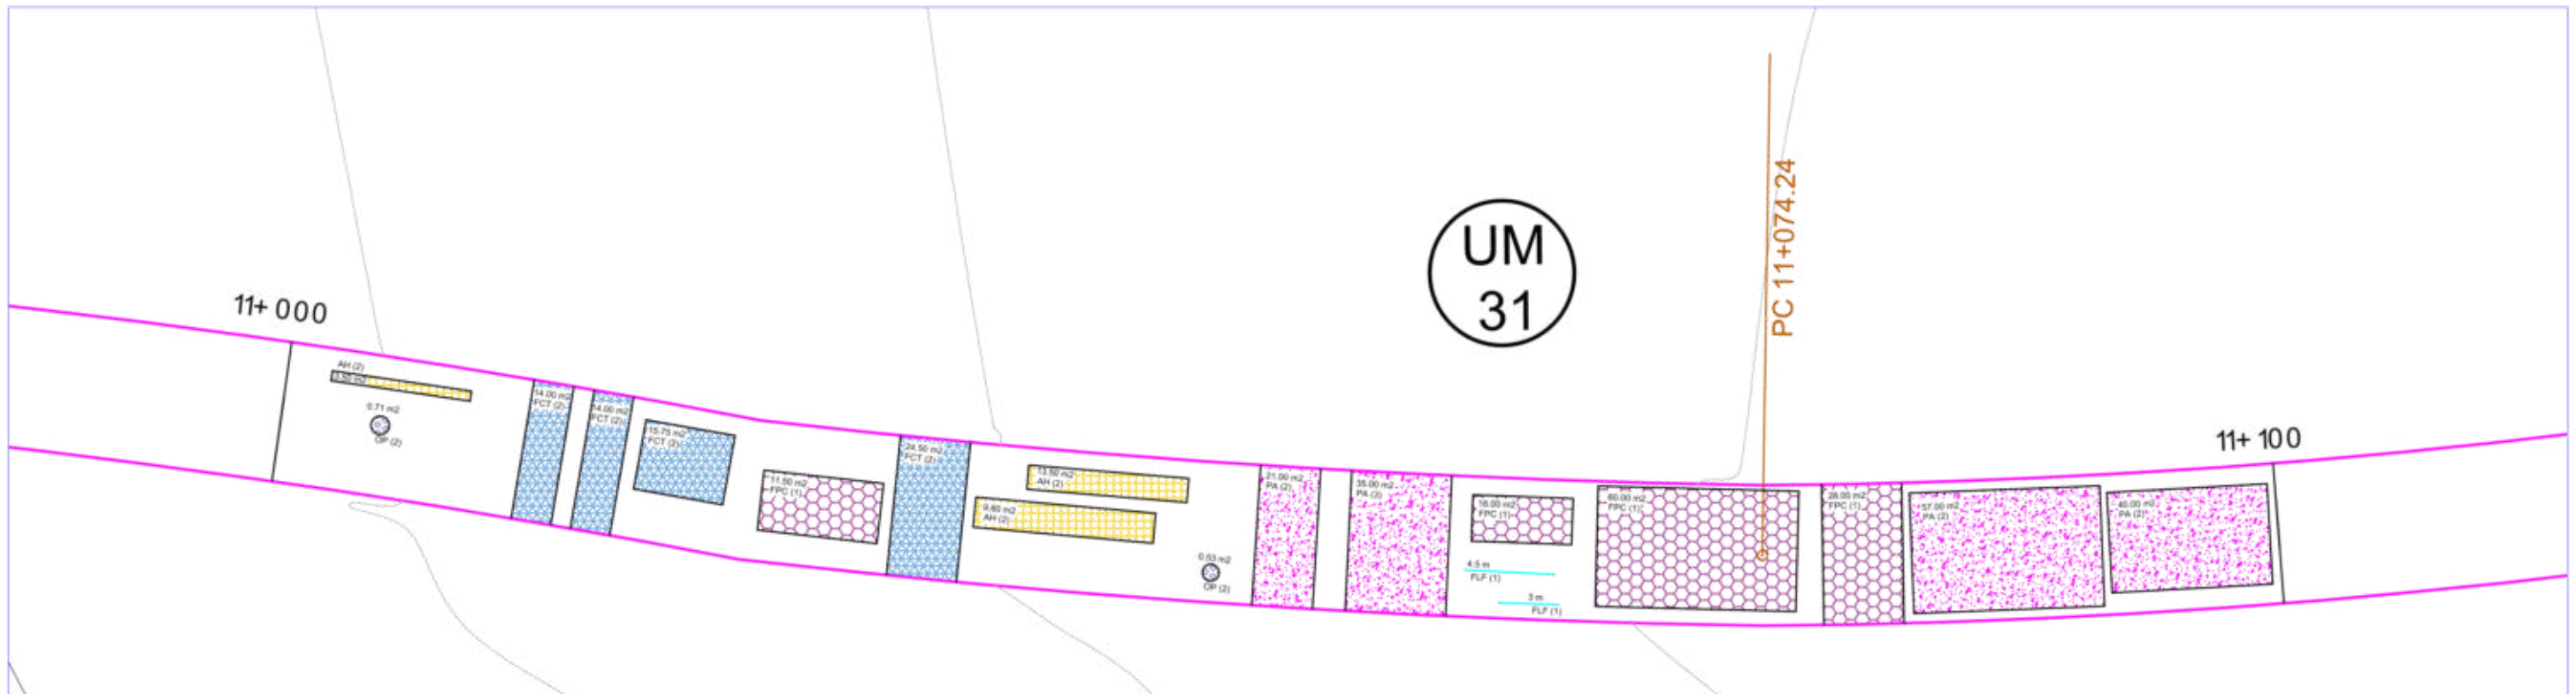 11+ 000
AH (2)
3.50 m2
0.71 m2
OP (2)
14.00 m2
FCT (2)
14.00 m2
FCT (2)
15.75 m2
FCT (2)
11.50 m2
FPC (1)
24.50 m2
FCT (2)
13.50 m2
AH (2)
9.60 m2
AH (2)
0.53 m2
OP (2)
21.00 m2
PA (2)
35.00 m2
PA (3)
UM
31
18.00 m2
FPC (1)
4.5 m
FLF (1)
3 m
FLF (1)
60.00 m2
FPC (1)
PC 11+074.24
28.00 m2
FPC (1)
57.00 m2
PA (2)
40.00 m2
PA (2)
11+ 100